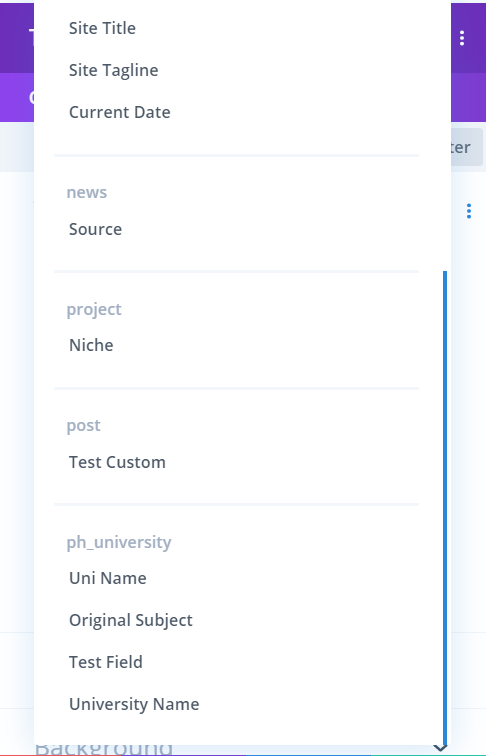 Site Title
Site Tagline
Current Date
ter
news
Source
project
Niche
post
Test Custom
ph_university
Uni Name
Original Subject
Test Field
University Name
Background